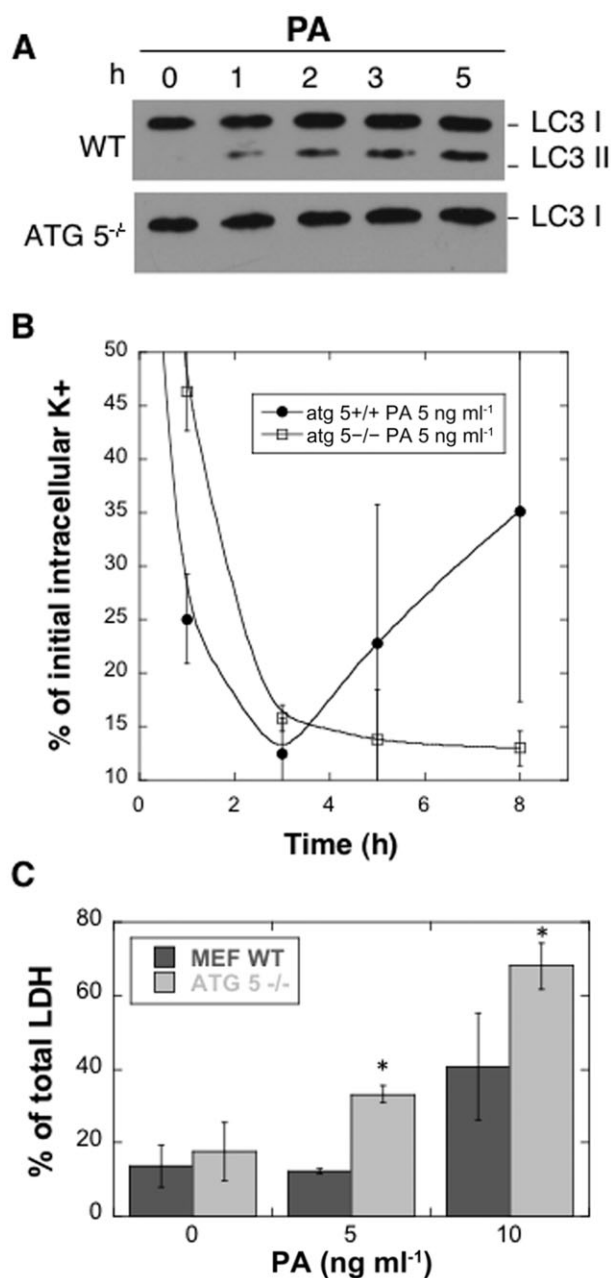 A
PA
h 0 1 2 3 5
WT
LC3 I
LC3 II
ATG 5-/-
LC3 I
B
% of initial intracellular K+
50
45
40
35
30
25
20
15
10
atg 5+/+ PA 5 ng ml-1
atg 5−/− PA 5 ng ml-1
0 2 4 6 8
Time (h)
C
% of total LDH
80
60
40
20
0
MEF WT
ATG 5 -/-
*
*
0 5 10
PA (ng ml-1)